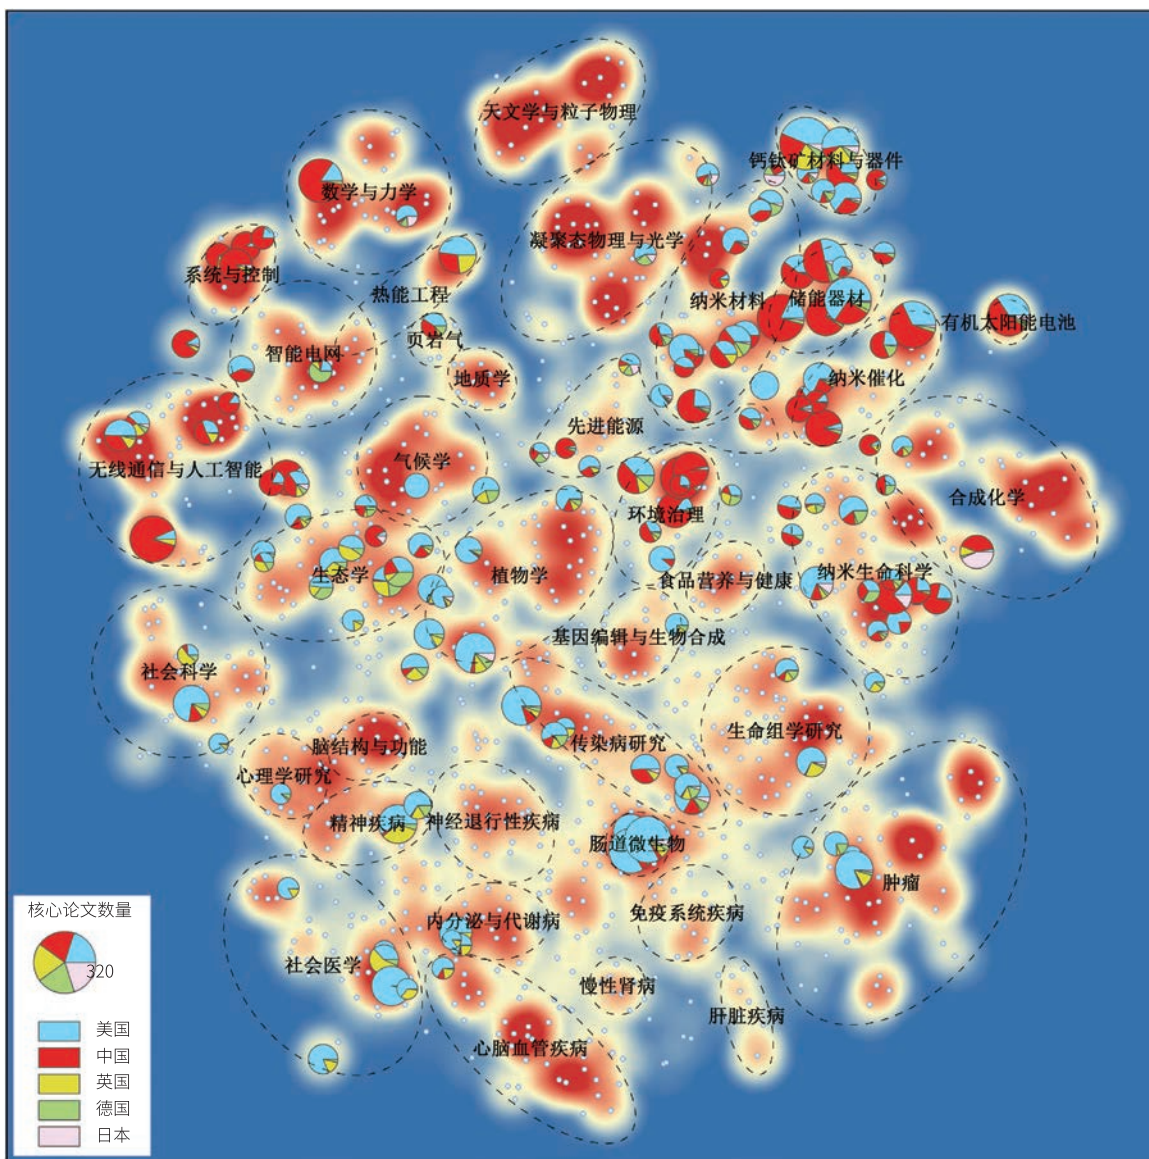 天文学与粒子物理
钙钛矿材料与器件
数学与力学
凝聚态物理与光学
系统与控制
热能工程
纳米材料
储能器材
有机太阳能电池
页岩气
智能电网
地质学
纳米催化
先进能源
气候学
无线通信与人工智能
合成化学
环境治理
生态学
植物学
食品营养与健康
纳米生命科学
基因编辑与生物合成
社会科学
生命组学研究
脑结构与功能
传染病研究
心理学研究
精神疾病
神经退行性疾病
肠道微生物
肿瘤
免疫系统疾病
内分泌与代谢病
社会医学
慢性肾病
肝脏疾病
心脑血管疾病
核心论文数量
320
美国
中国
英国
德国
日本